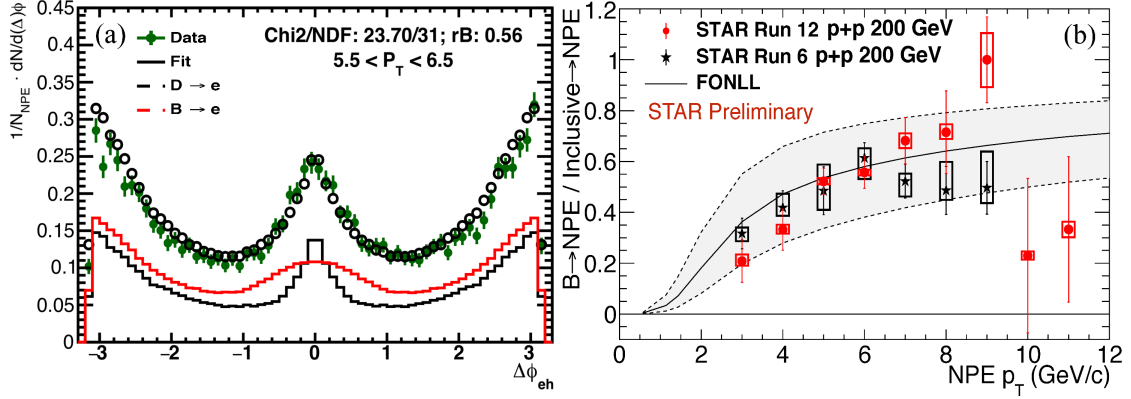 (a)
Data
Fit
D → e
B → e
Chi2/NDF: 23.70/31; rB: 0.56
5.5 < P_T < 6.5
1/N_NPE · dN/d(Δ)ϕ
0.45
0.4
0.35
0.3
0.25
0.2
0.15
0.1
0.05
0
−3
−2
−1
0
1
2
3
Δϕ_eh
(b)
STAR Run 12 p+p 200 GeV
STAR Run 6 p+p 200 GeV
FONLL
STAR Preliminary
B→NPE / Inclusive→NPE
1.2
1
0.8
0.6
0.4
0.2
0
0
2
4
6
8
10
12
NPE p_T (GeV/c)